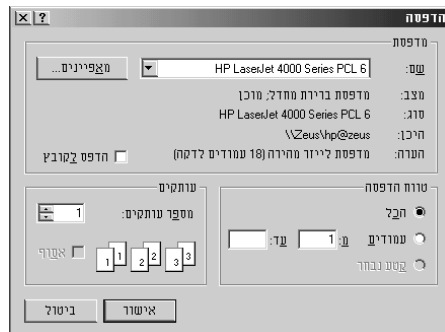 הדפסה
מדפסת
שם: HP LaserJet 4000 Series PCL 6 מאפיינים...
מצב: מדפסת ברירת מחדל; מוכן
סוג: HP LaserJet 4000 Series PCL 6
היכן: \\Zeus\hp@zeus
הערה: מדפסת לייזר מהירה (18 עמודים לדקה) הדפס לקובץ
טווח הדפסה
הכל
עמודים מ: 1 עד:
קטע נבחר
עותקים
מספר עותקים: 1
1 1 2 2 3 3 אסוף
אישור ביטול